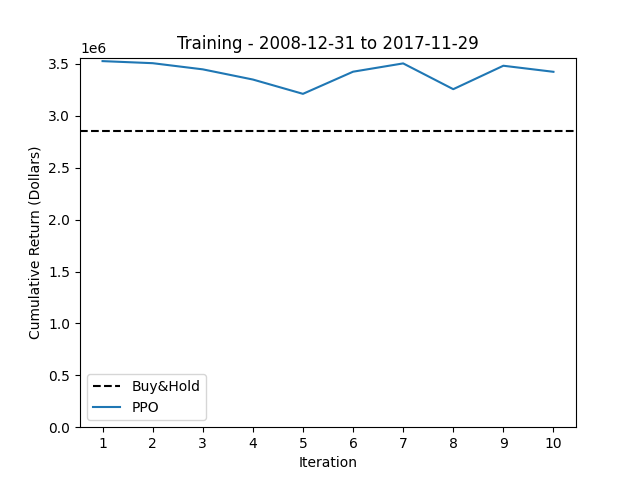 Training - 2008-12-31 to 2017-11-29
1e6
3.5
3.0
2.5
2.0
1.5
1.0
0.5
0.0
Cumulative Return (Dollars)
Buy&Hold
PPO
1 2 3 4 5 6 7 8 9 10
Iteration